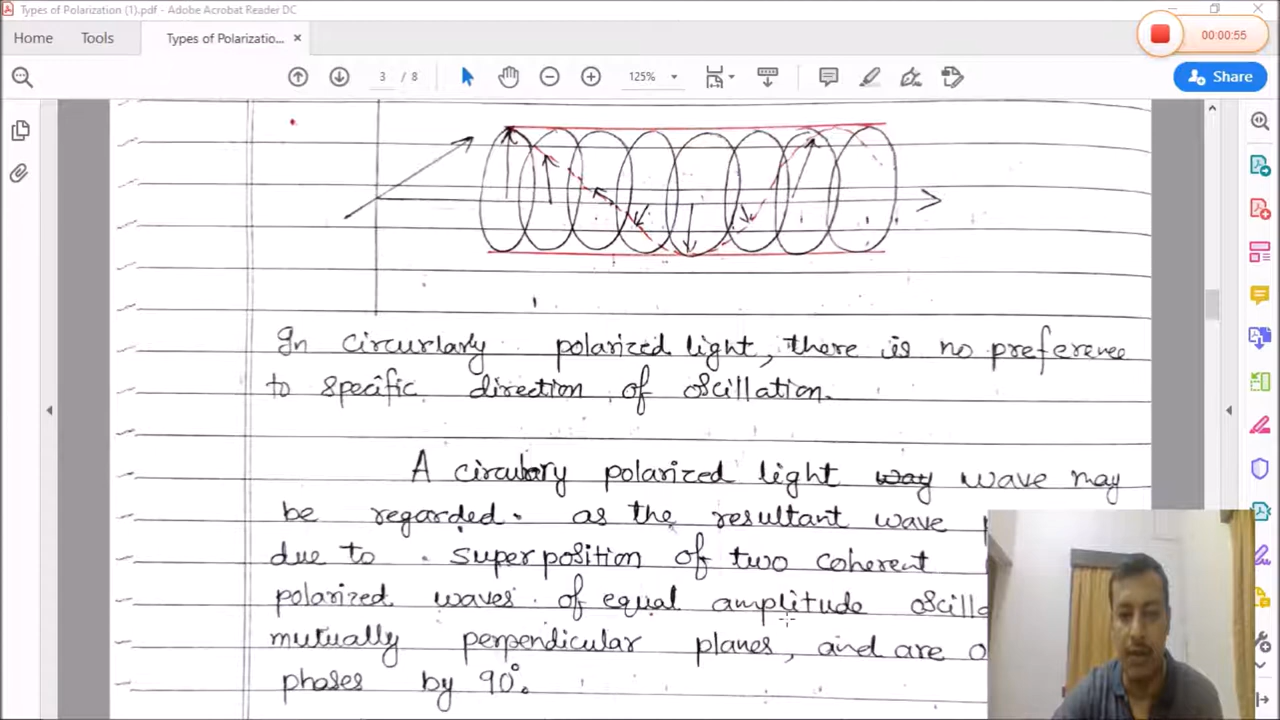 Types of Polarization (1).pdf - Adobe Acrobat Reader DC
Home Tools Types of Polarizatio... ×
00:00:55
3 / 8 125% Share
In circurlarly polarized light, there is no preference
to specific direction of oscillation.
A circulary polarized light wave may
be regarded as the resultant wave
due to superposition of two coherent
polarized waves of equal amplitude
mutually perpendicular planes, and are
phases by 90°.